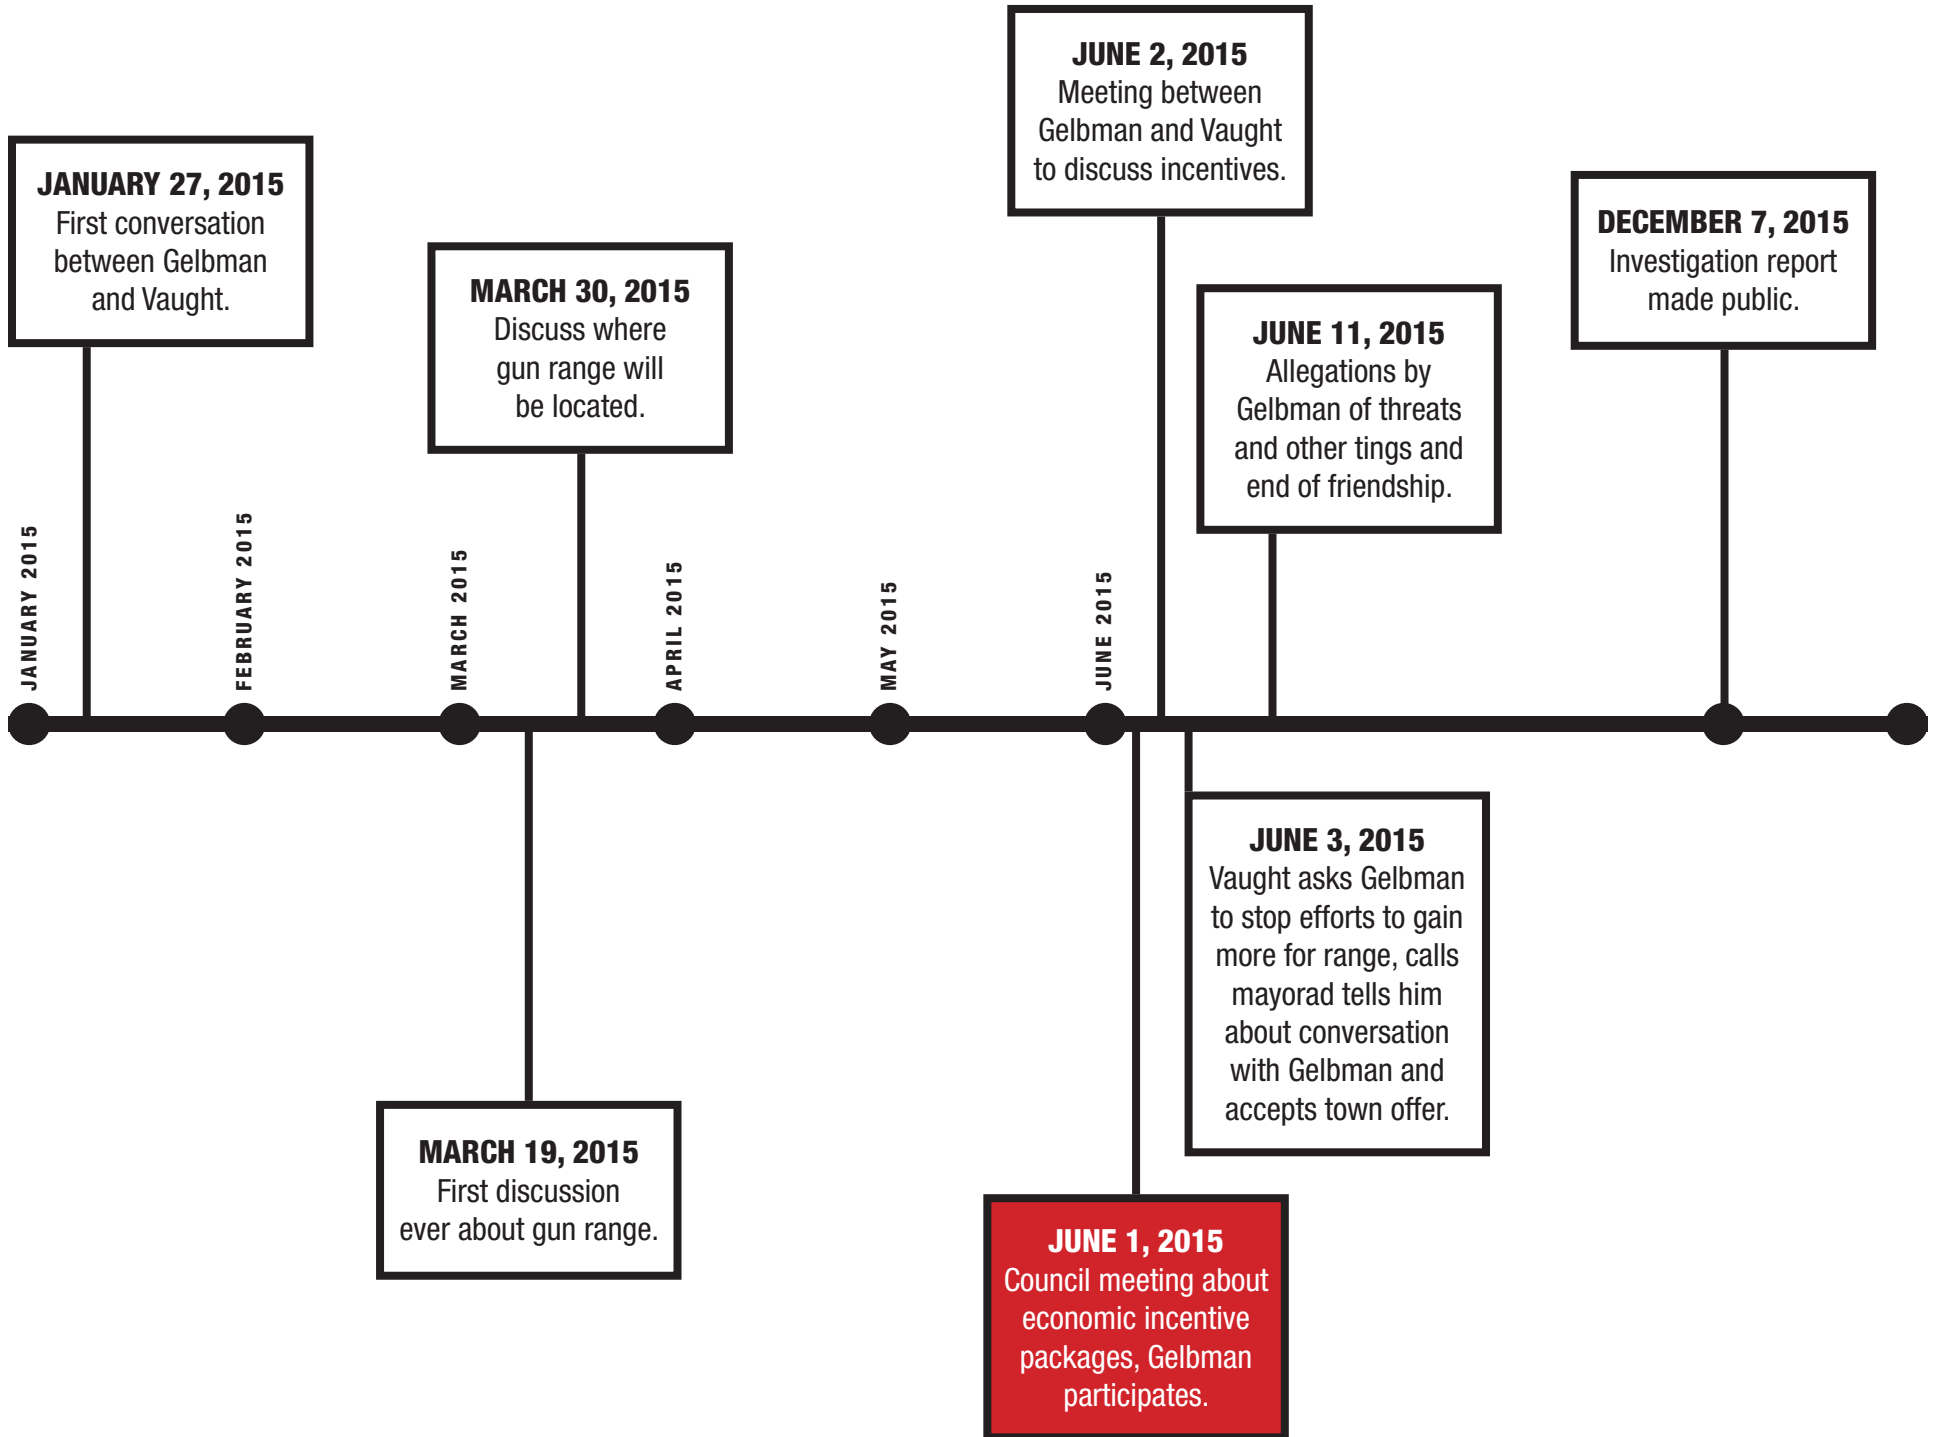 JUNE 2, 2015
Meeting between
Gelbman and Vaught
to discuss incentives.
JANUARY 27, 2015
First conversation
between Gelbman
and Vaught.
DECEMBER 7, 2015
Investigation report
made public.
MARCH 30, 2015
Discuss where
gun range will
be located.
JUNE 11, 2015
Allegations by
Gelbman of threats
and other tings and
end of friendship.
JANUARY 2015
FEBRUARY 2015
MARCH 2015
APRIL 2015
MAY 2015
JUNE 2015
JUNE 3, 2015
Vaught asks Gelbman
to stop efforts to gain
more for range, calls
mayorad tells him
about conversation
with Gelbman and
accepts town offer.
MARCH 19, 2015
First discussion
ever about gun range.
JUNE 1, 2015
Council meeting about
economic incentive
packages, Gelbman
participates.